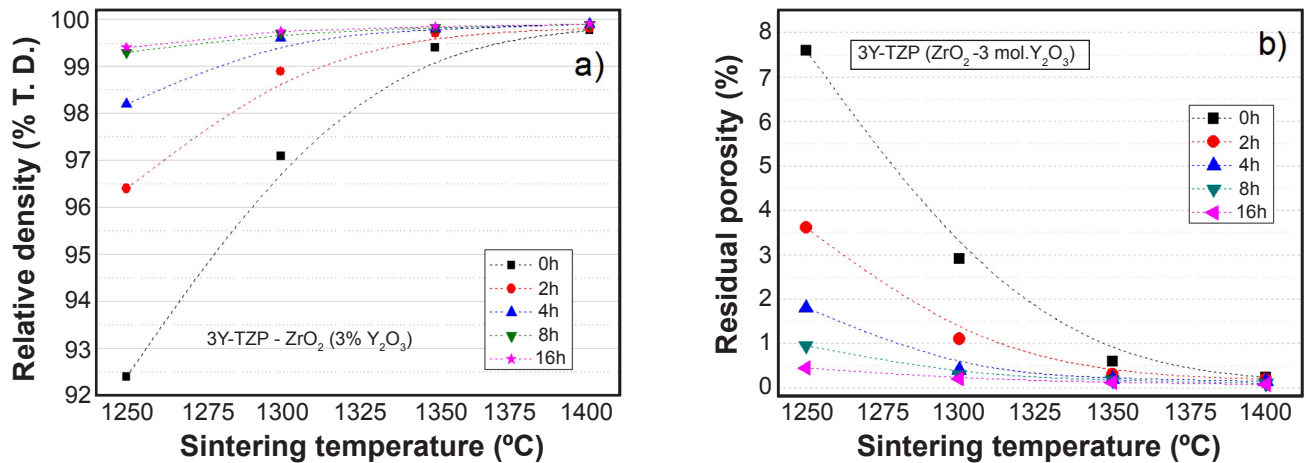 100
99
98
97
96
95
94
93
92
Relative density (% T. D.)
a)
3Y-TZP - ZrO₂ (3% Y₂O₃)
0h
2h
4h
8h
16h
1250 1275 1300 1325 1350 1375 1400
Sintering temperature (ºC)
8
7
6
5
4
3
2
1
0
Residual porosity (%)
b)
3Y-TZP (ZrO₂ -3 mol.Y₂O₃)
0h
2h
4h
8h
16h
1250 1275 1300 1325 1350 1375 1400
Sintering temperature (ºC)